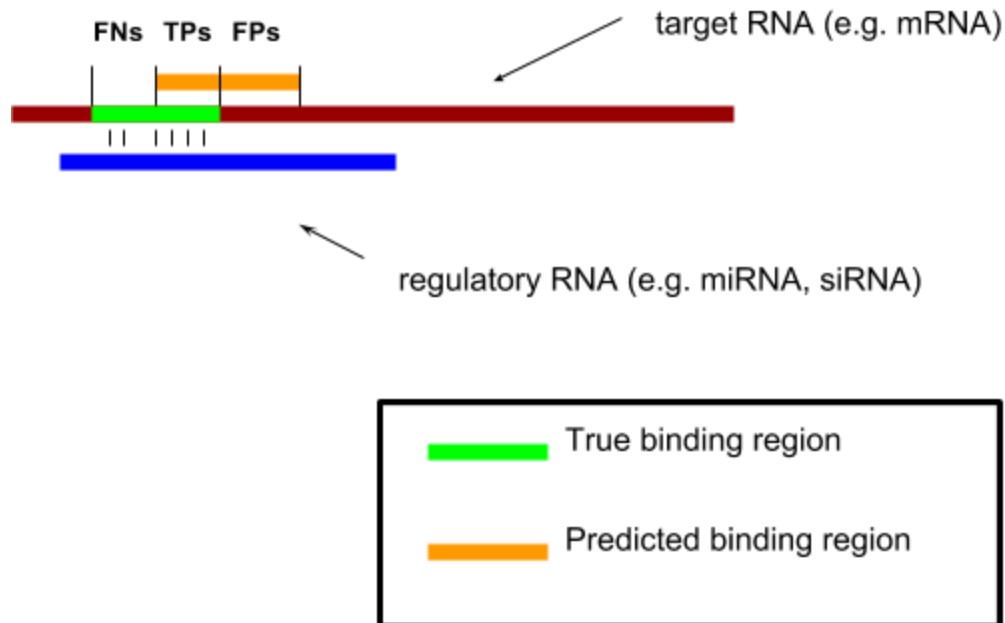 target RNA (e.g. mRNA)
FNs TPs FPs
regulatory RNA (e.g. miRNA, siRNA)
True binding region
Predicted binding region